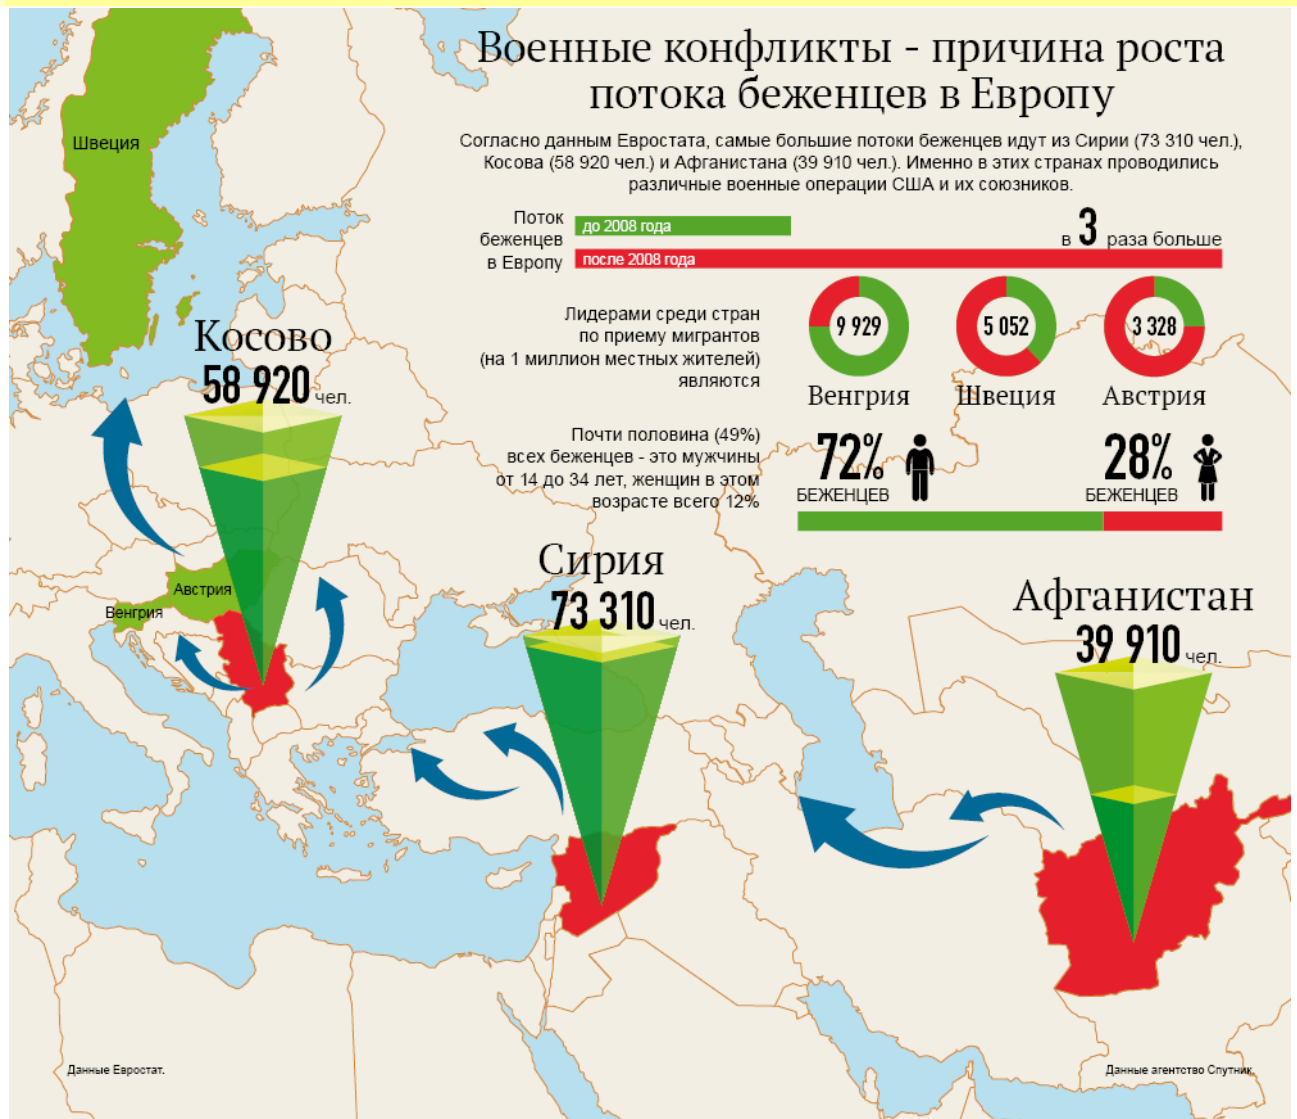 Военные конфликты - причина роста
потока беженцев в Европу
Согласно данным Евростата, самые большие потоки беженцев идут из Сирии (73 310 чел.),
Косова (58 920 чел.) и Афганистана (39 910 чел.). Именно в этих странах проводились
различные военные операции США и их союзников.
Швеция
Поток
беженцев
в Европу
до 2008 года
в 3 раза больше
после 2008 года
Лидерами среди стран
по приему мигрантов
(на 1 миллион местных жителей)
являются
9 929
Венгрия
5 052
Швеция
3 328
Австрия
Косово
58 920 чел.
Почти половина (49%)
всех беженцев - это мужчины
от 14 до 34 лет, женщин в этом
возрасте всего 12%
72%
БЕЖЕНЦЕВ
28%
БЕЖЕНЦЕВ
Австрия
Венгрия
Сирия
73 310 чел.
Афганистан
39 910 чел.
Данные Евростат.
Данные агентство Спутник.